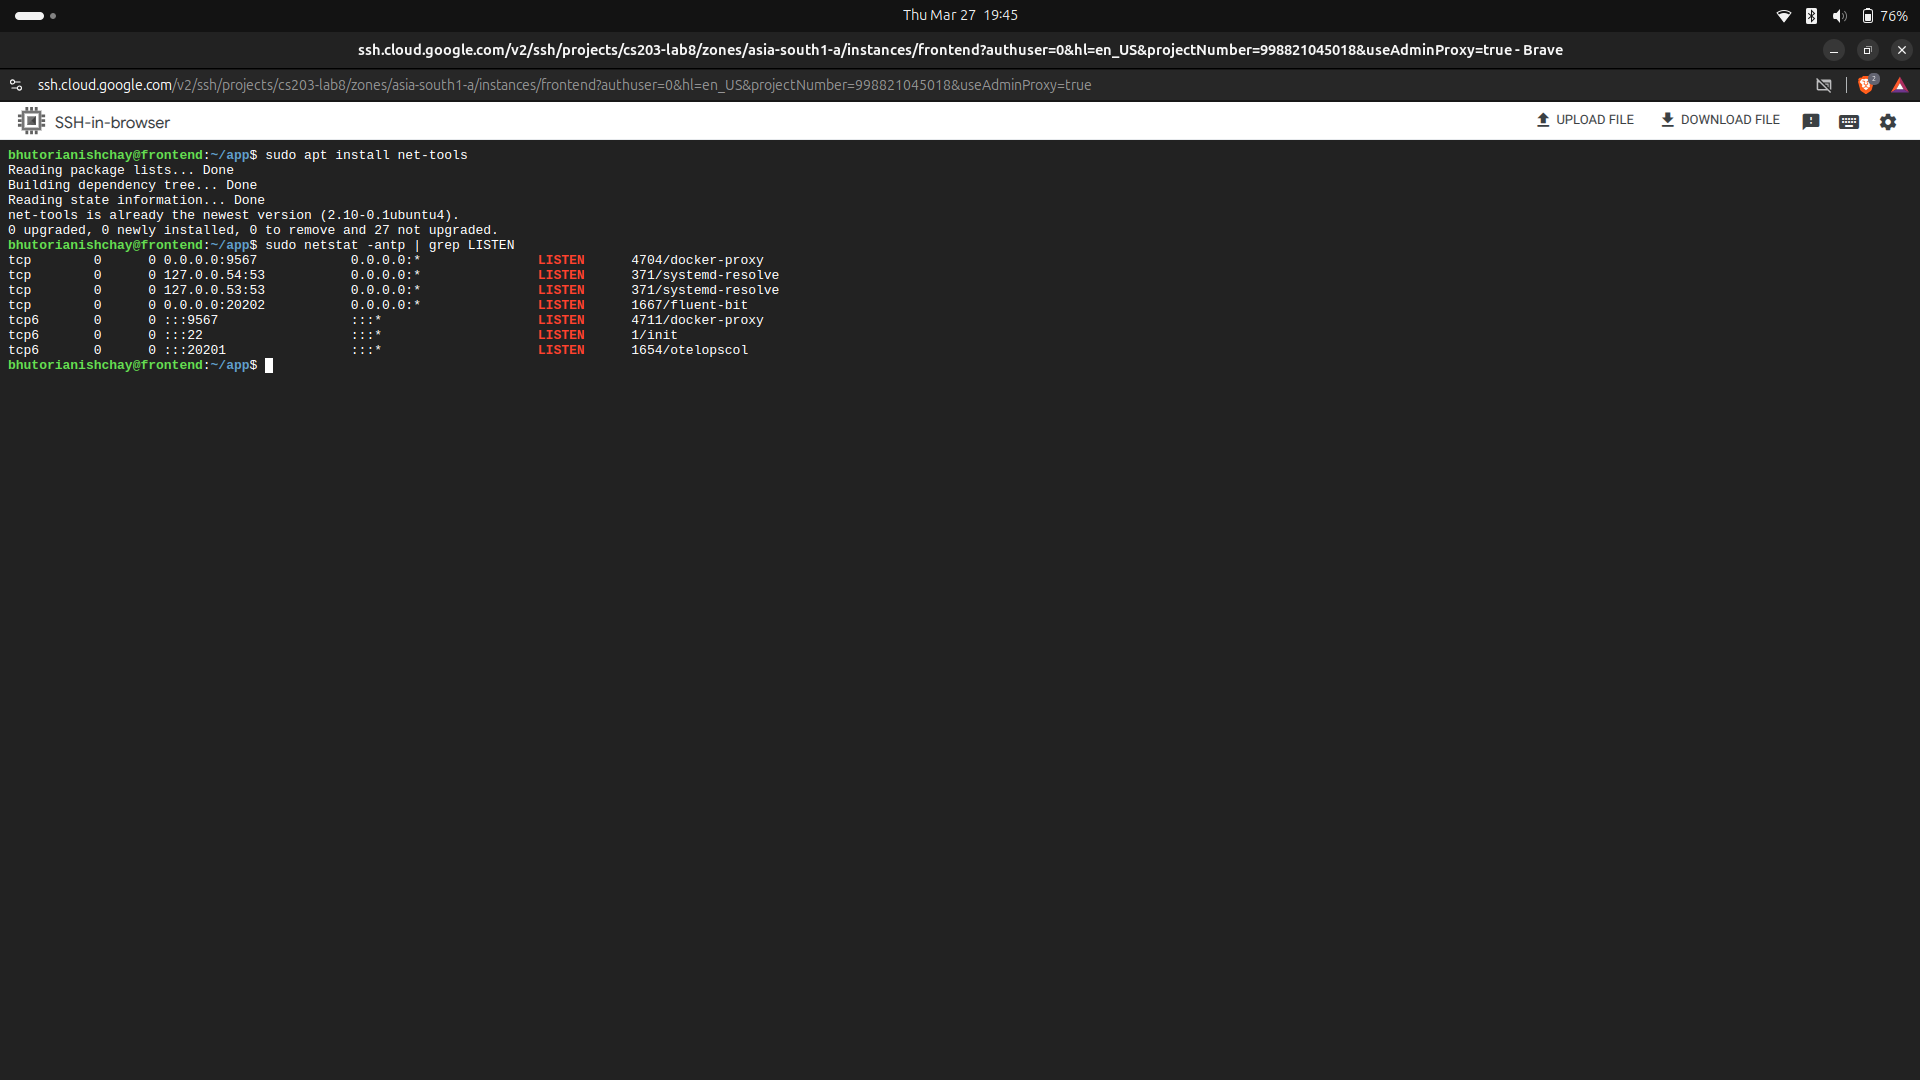 Thu Mar 27 19:45
76%
ssh.cloud.google.com/v2/ssh/projects/cs203-lab8/zones/asia-south1-a/instances/frontend?authuser=0&hl=en_US&projectNumber=998821045018&useAdminProxy=true - Brave
ssh.cloud.google.com/v2/ssh/projects/cs203-lab8/zones/asia-south1-a/instances/frontend?authuser=0&hl=en_US&projectNumber=998821045018&useAdminProxy=true
2
SSH-in-browser
UPLOAD FILE
DOWNLOAD FILE
bhutorianishchay@frontend:~/app$ sudo apt install net-tools
Reading package lists... Done
Building dependency tree... Done
Reading state information... Done
net-tools is already the newest version (2.10-0.1ubuntu4).
0 upgraded, 0 newly installed, 0 to remove and 27 not upgraded.
bhutorianishchay@frontend:~/app$ sudo netstat -antp | grep LISTEN
tcp        0      0 0.0.0.0:9567            0.0.0.0:*               LISTEN      4704/docker-proxy
tcp        0      0 127.0.0.54:53           0.0.0.0:*               LISTEN      371/systemd-resolve
tcp        0      0 127.0.0.53:53           0.0.0.0:*               LISTEN      371/systemd-resolve
tcp        0      0 0.0.0.0:20202           0.0.0.0:*               LISTEN      1667/fluent-bit
tcp6       0      0 :::9567                 :::*                    LISTEN      4711/docker-proxy
tcp6       0      0 :::22                   :::*                    LISTEN      1/init
tcp6       0      0 :::20201                :::*                    LISTEN      1654/otelopscol
bhutorianishchay@frontend:~/app$